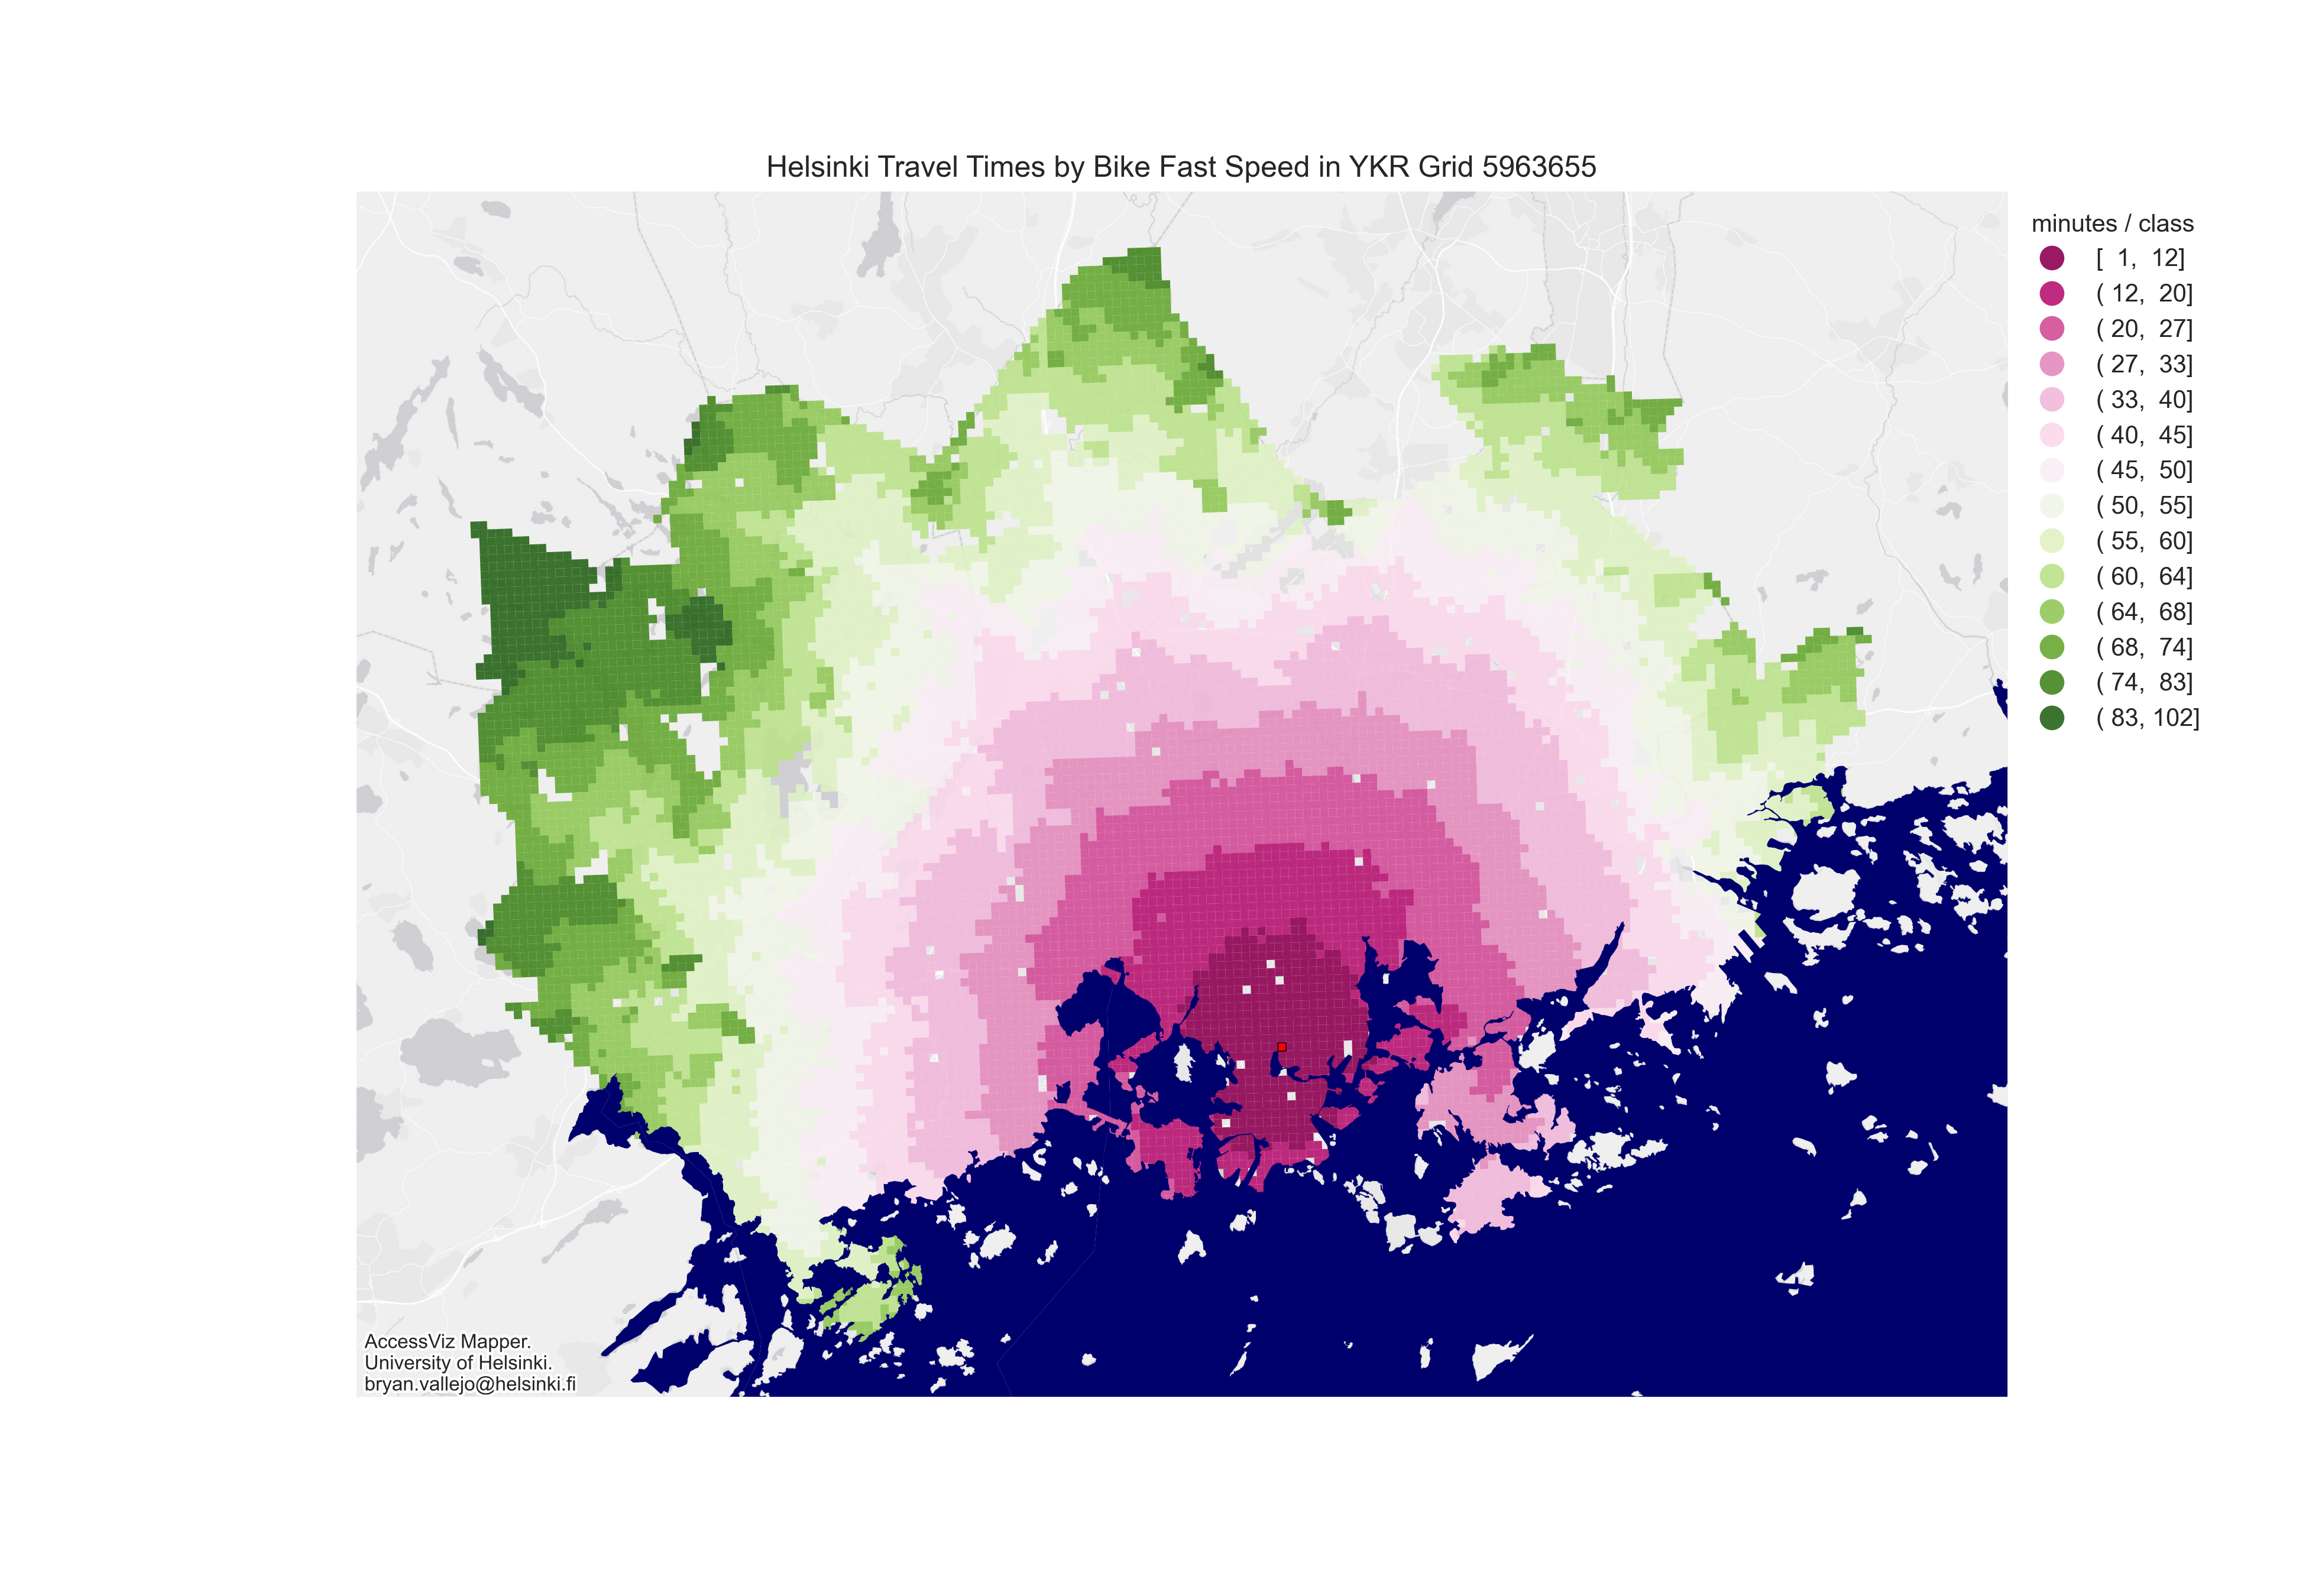 Helsinki Travel Times by Bike Fast Speed in YKR Grid 5963655
minutes / class
[  1,  12]
( 12,  20]
( 20,  27]
( 27,  33]
( 33,  40]
( 40,  45]
( 45,  50]
( 50,  55]
( 55,  60]
( 60,  64]
( 64,  68]
( 68,  74]
( 74,  83]
( 83, 102]
AccessViz Mapper.
University of Helsinki.
bryan.vallejo@helsinki.fi